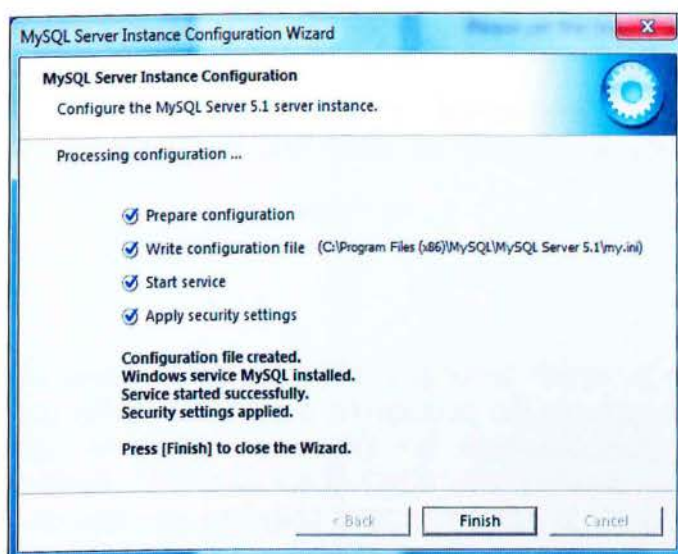 MySQL Server Instance Configuration Wizard
MySQL Server Instance Configuration
Configure the MySQL Server 5.1 server instance.
Processing configuration ...
Prepare configuration
Write configuration file (C:\Program Files (x86)\MySQL\MySQL Server 5.1\my.ini)
Start service
Apply security settings
Configuration file created.
Windows service MySQL installed.
Service started successfully.
Security settings applied.
Press [Finish] to close the Wizard.
< Back Finish Cancel